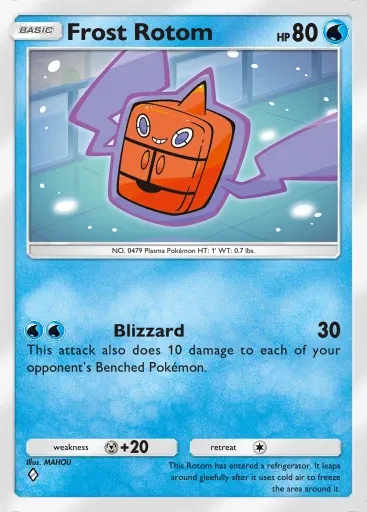 BASIC Frost Rotom HP 80
NO. 0479 Plasma Pokémon HT: 1' WT: 0.7 lbs.
Blizzard 30
This attack also does 10 damage to each of your
opponent's Benched Pokémon.
weakness +20 retreat
Illus. MAHOU
This Rotom has entered a refrigerator. It leaps
around gleefully after it uses cold air to freeze
the area around it.